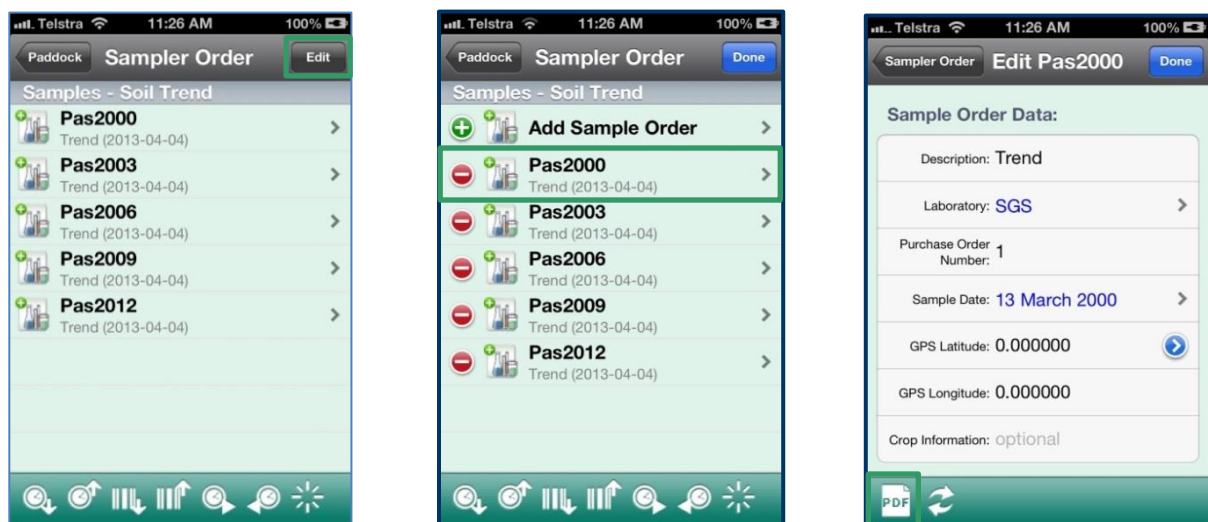 Telstra 11:26 AM 100%
Paddock Sampler Order Edit
Samples - Soil Trend
Pas2000
Trend (2013-04-04)
Pas2003
Trend (2013-04-04)
Pas2006
Trend (2013-04-04)
Pas2009
Trend (2013-04-04)
Pas2012
Trend (2013-04-04)
Telstra 11:26 AM 100%
Paddock Sampler Order Done
Samples - Soil Trend
Add Sample Order
Pas2000
Trend (2013-04-04)
Pas2003
Trend (2013-04-04)
Pas2006
Trend (2013-04-04)
Pas2009
Trend (2013-04-04)
Pas2012
Trend (2013-04-04)
Telstra 11:26 AM 100%
Sampler Order Edit Pas2000 Done
Sample Order Data:
Description: Trend
Laboratory: SGS
Purchase Order
Number: 1
Sample Date: 13 March 2000
GPS Latitude: 0.000000
GPS Longitude: 0.000000
Crop Information: optional
PDF